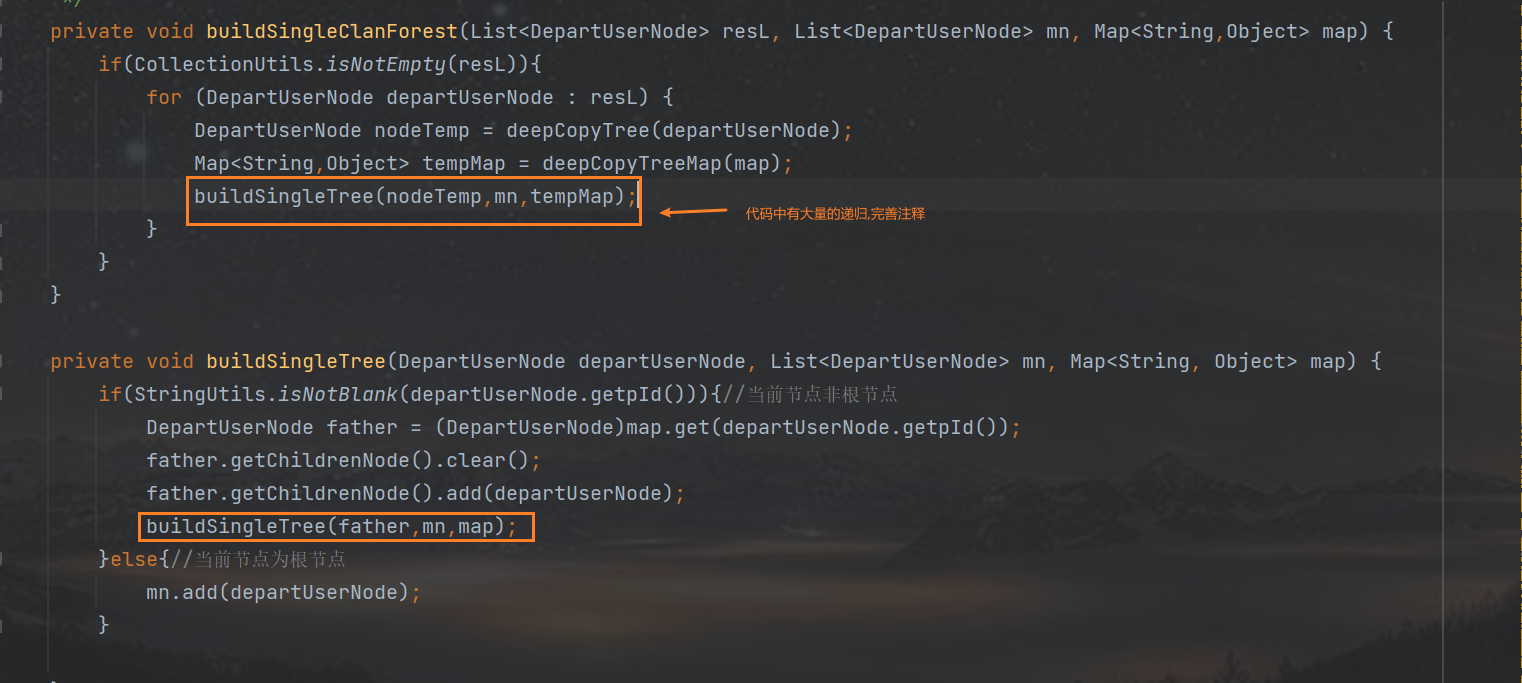 */
private void buildSingleClanForest(List<DepartUserNode> resL, List<DepartUserNode> mn, Map<String,Object> map) {
if(CollectionUtils.isNotEmpty(resL)){
for (DepartUserNode departUserNode : resL) {
DepartUserNode nodeTemp = deepCopyTree(departUserNode);
Map<String,Object> tempMap = deepCopyTreeMap(map);
buildSingleTree(nodeTemp,mn,tempMap);
代码中有大量的递归,完善注释
}
}
}
private void buildSingleTree(DepartUserNode departUserNode, List<DepartUserNode> mn, Map<String, Object> map) {
if(StringUtils.isNotBlank(departUserNode.getpId())){//当前节点非根节点
DepartUserNode father = (DepartUserNode)map.get(departUserNode.getpId());
father.getChildrenNode().clear();
father.getChildrenNode().add(departUserNode);
buildSingleTree(father,mn,map);
}else{//当前节点为根节点
mn.add(departUserNode);
}